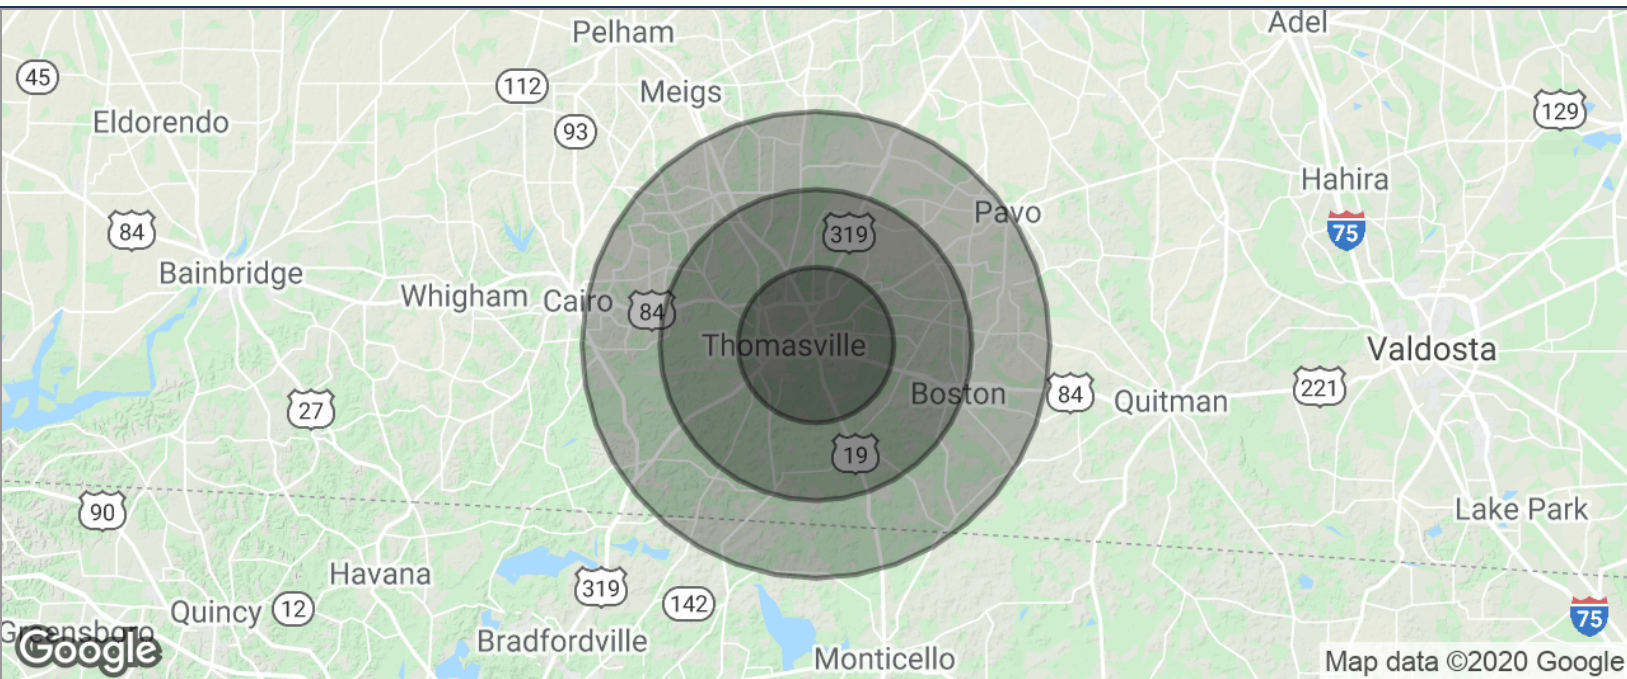 Pelham
Adel
45
112
Meigs
129
Eldorendo
93
Hahira
Pavo
84
319
75
Bainbridge
Whigham
Cairo
84
Thomasville
Valdosta
Boston
84
221
Quitman
27
19
90
Lake Park
Havana
319
142
12
Quincy
75
Greensboro
Bradfordville
Google
Monticello
Map data ©2020 Google